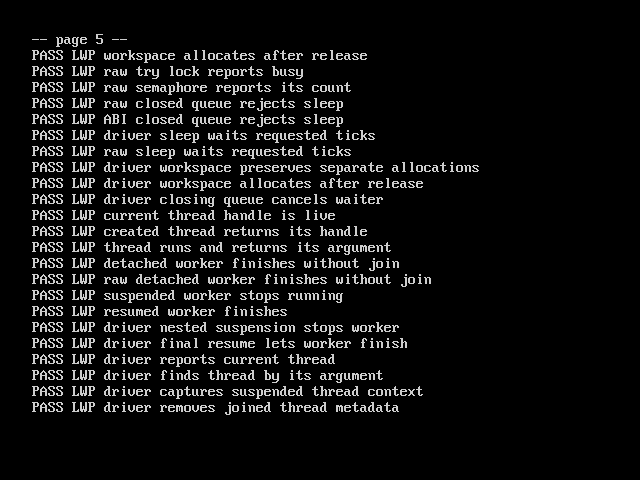 -- page 5 --
PASS LWP workspace allocates after release
PASS LWP raw try lock reports busy
PASS LWP raw semaphore reports its count
PASS LWP raw closed queue rejects sleep
PASS LWP ABI closed queue rejects sleep
PASS LWP driver sleep waits requested ticks
PASS LWP raw sleep waits requested ticks
PASS LWP driver workspace preserves separate allocations
PASS LWP driver workspace allocates after release
PASS LWP driver closing queue cancels waiter
PASS LWP current thread handle is live
PASS LWP created thread returns its handle
PASS LWP thread runs and returns its argument
PASS LWP detached worker finishes without join
PASS LWP raw detached worker finishes without join
PASS LWP suspended worker stops running
PASS LWP resumed worker finishes
PASS LWP driver nested suspension stops worker
PASS LWP driver final resume lets worker finish
PASS LWP driver reports current thread
PASS LWP driver finds thread by its argument
PASS LWP driver captures suspended thread context
PASS LWP driver removes joined thread metadata